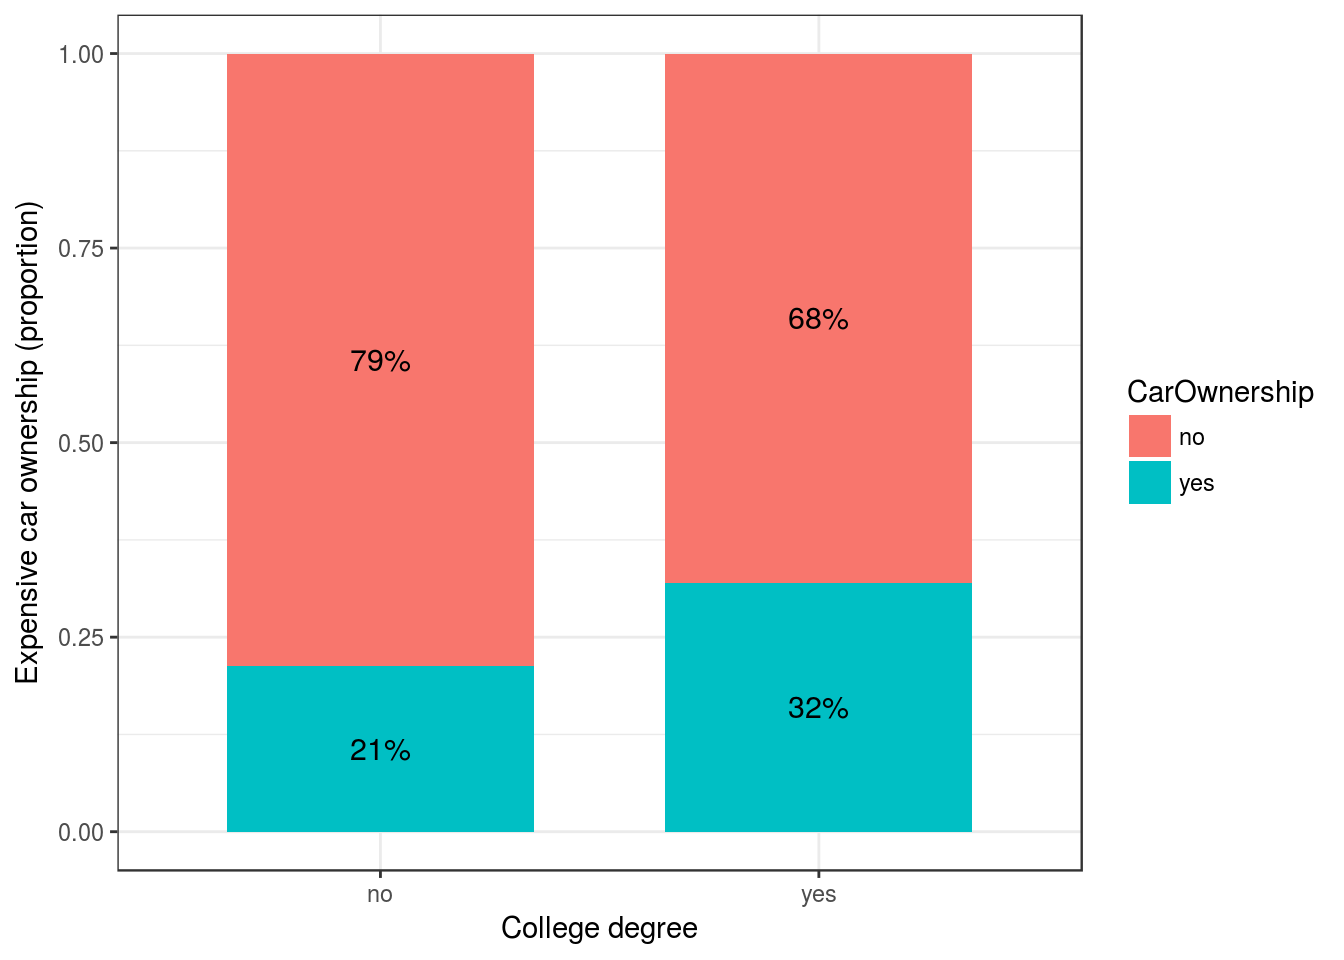 Expensive car ownership (proportion)
1.00
0.75
0.50
0.25
0.00
79%
68%
21%
32%
no
yes
College degree
CarOwnership
no
yes